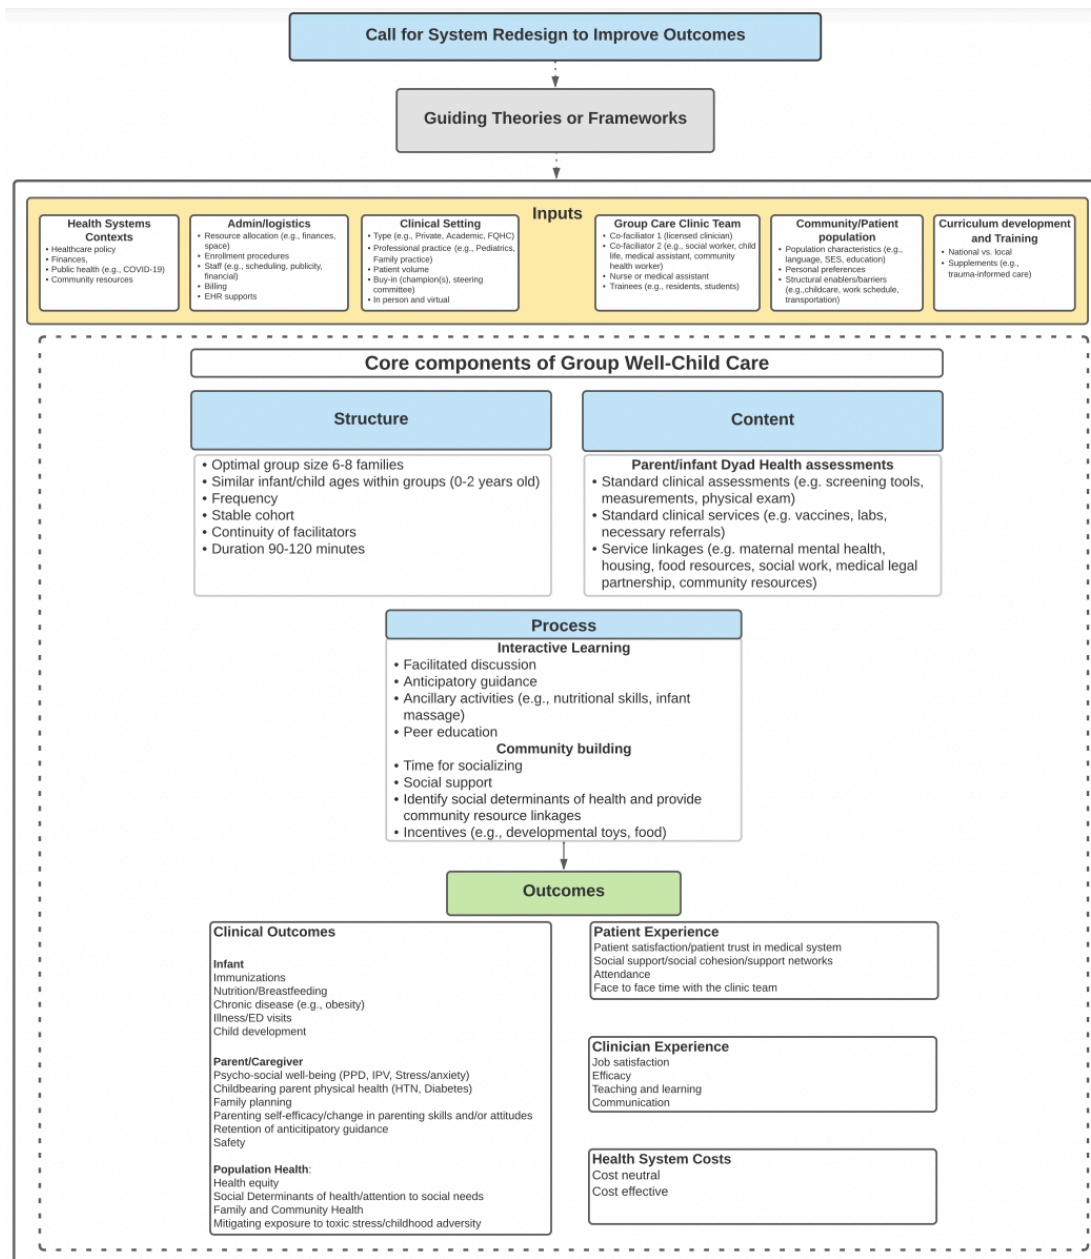 Call for System Redesign to Improve Outcomes
Guiding Theories or Frameworks
Inputs
Health Systems
Contexts
• Healthcare policy
• Finances,
• Public health (e.g., COVID-19)
• Community resources
Admin/logistics
• Resource allocation (e.g., finances,
space)
• Enrollment procedures
• Staff (e.g., scheduling, publicity,
financial)
• Billing
• EHR supports
Clinical Setting
• Type (e.g., Private, Academic, FQHC)
• Professional practice (e.g., Pediatrics,
Family practice)
• Patient volume
• Buy-in (champion(s), steering
committee)
• In person and virtual
Group Care Clinic Team
• Co-faciliator 1 (licensed clinician)
• Co-faciliator 2 (e.g., social worker, child
life, medical assistant, community
health worker)
• Nurse or medical assistant
• Trainees (e.g., residents, students)
Community/Patient
population
• Population characteristics (e.g.,
language, SES, education)
• Personal preferences
• Structural enablers/barriers
(e.g.,childcare, work schedule,
transportation)
Curriculum development
and Training
• National vs. local
• Supplements (e.g.,
trauma-informed care)
Core components of Group Well-Child Care
Structure
• Optimal group size 6-8 families
• Similar infant/child ages within groups (0-2 years old)
• Frequency
• Stable cohort
• Continuity of facilitators
• Duration 90-120 minutes
Content
Parent/infant Dyad Health assessments
• Standard clinical assessments (e.g. screening tools,
measurements, physical exam)
• Standard clinical services (e.g. vaccines, labs,
necessary referrals)
• Service linkages (e.g. maternal mental health,
housing, food resources, social work, medical legal
partnership, community resources)
Process
Interactive Learning
• Facilitated discussion
• Anticipatory guidance
• Ancillary activities (e.g., nutritional skills, infant
massage)
• Peer education
Community building
• Time for socializing
• Social support
• Identify social determinants of health and provide
community resource linkages
• Incentives (e.g., developmental toys, food)
Outcomes
Clinical Outcomes
Infant
Immunizations
Nutrition/Breastfeeding
Chronic disease (e.g., obesity)
Illness/ED visits
Child development
Parent/Caregiver
Psycho-social well-being (PPD, IPV, Stress/anxiety)
Childbearing parent physical health (HTN, Diabetes)
Family planning
Parenting self-efficacy/change in parenting skills and/or attitudes
Retention of anticitipatory guidance
Safety
Population Health:
Health equity
Social Determinants of health/attention to social needs
Family and Community Health
Mitigating exposure to toxic stress/childhood adversity
Patient Experience
Patient satisfaction/patient trust in medical system
Social support/social cohesion/support networks
Attendance
Face to face time with the clinic team
Clinician Experience
Job satisfaction
Efficacy
Teaching and learning
Communication
Health System Costs
Cost neutral
Cost effective